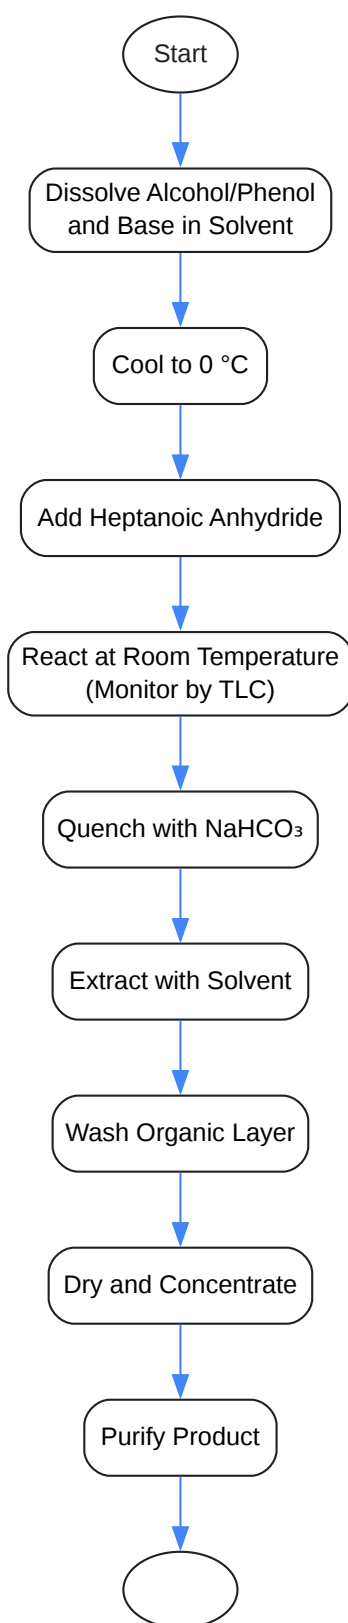 Start
Dissolve Alcohol/Phenol
and Base in Solvent
Cool to 0 °C
Add Heptanoic Anhydride
React at Room Temperature
(Monitor by TLC)
Quench with NaHCO₃
Extract with Solvent
Wash Organic Layer
Dry and Concentrate
Purify Product